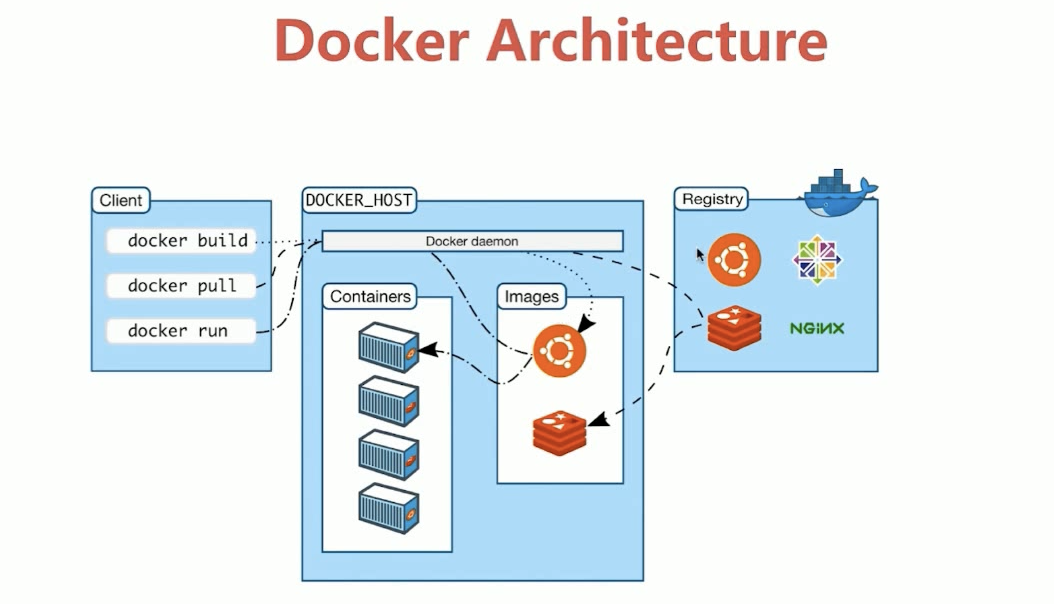 Docker Architecture
Client
docker build
docker pull
docker run
DOCKER_HOST
Docker daemon
Containers
Images
Registry
NGINX